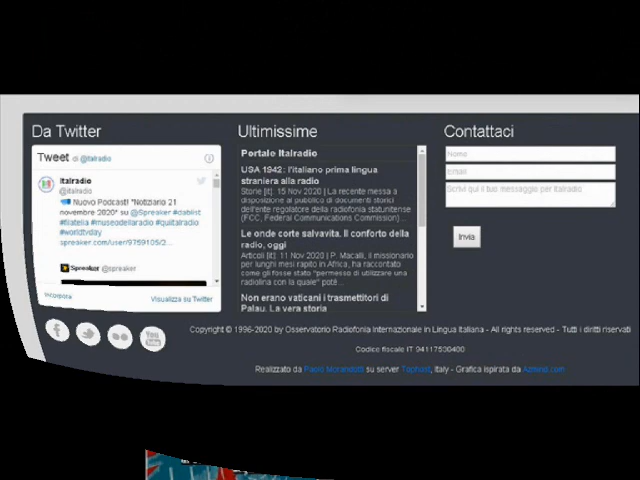 Da Twitter
Tweet di @italradio
Italradio
@italradio
Nuovo Podcast! "Notiziario 21
novembre 2020" su @Spreaker #dablist
#filatelia #museodellaradio #quiitalradio
#worldtvday
spreaker.com/user/9759105/2...
Spreaker @spreaker
Incorpora
Visualizza su Twitter
Ultimissime
Portale Italradio
USA 1942: l'italiano prima lingua
straniera alla radio
Storie [it] 15 Nov 2020 | La recente messa a
disposizione al pubblico di documenti storici
dell'ente regolatore della radiofonia statunitense
(FCC, Federal Communications Commission)...
Le onde corte salvavita. Il conforto della
radio, oggi
Articoli [it] 11 Nov 2020 | P. Macalli, il missionario
per lunghi mesi rapito in Africa, ha raccontato
come gli fosse stato "permesso di utilizzare una
radiolina con la quale" poté...
Non erano vaticani i trasmettitori di
Palau. La vera storia
Contattaci
Nome
Email
Scrivi qui il tuo messaggio per Italradio
Invia
You
Tube
Copyright © 1996-2020 by Osservatorio Radiofonia Internazionale in Lingua Italiana - All rights reserved - Tutti i diritti riservati
Codice fiscale IT 94117530480
Realizzato da Paolo Morandotti su server Tophost, Italy - Grafica ispirata da